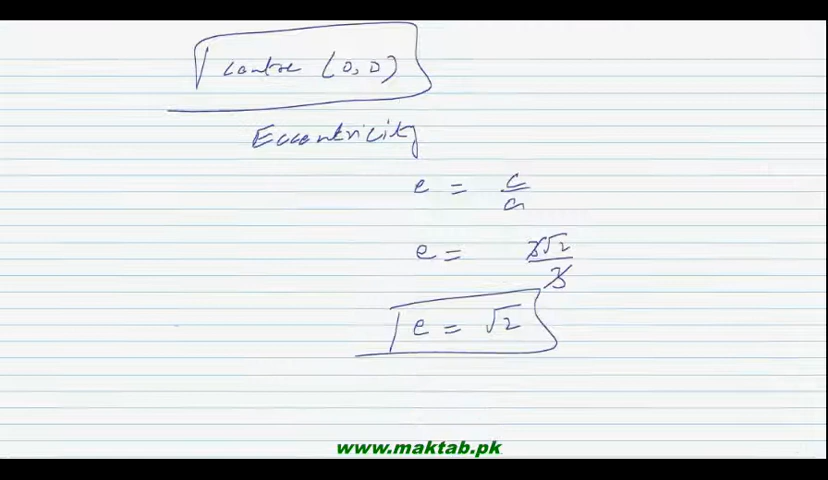 centre (0,0)
Eccentricity
e = c/a
e = 3√2/3
e = √2
www.maktab.pk